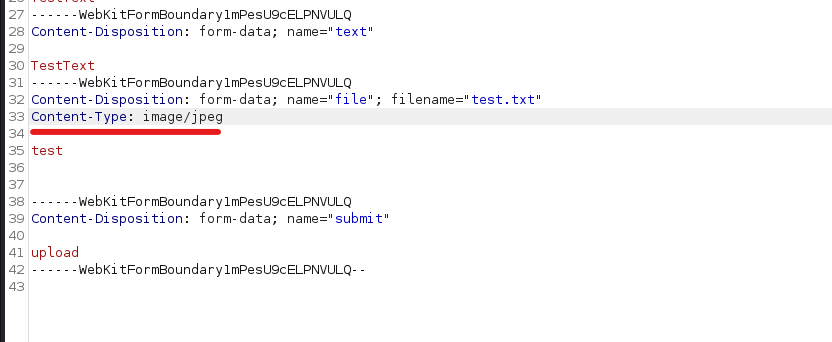 26 TestText
27 ------WebKitFormBoundary1mPesU9cELPNVULQ
28 Content-Disposition: form-data; name="text"
29
30 TestText
31 ------WebKitFormBoundary1mPesU9cELPNVULQ
32 Content-Disposition: form-data; name="file"; filename="test.txt"
33 Content-Type: image/jpeg
34
35 test
36
37
38 ------WebKitFormBoundary1mPesU9cELPNVULQ
39 Content-Disposition: form-data; name="submit"
40
41 upload
42 ------WebKitFormBoundary1mPesU9cELPNVULQ--
43